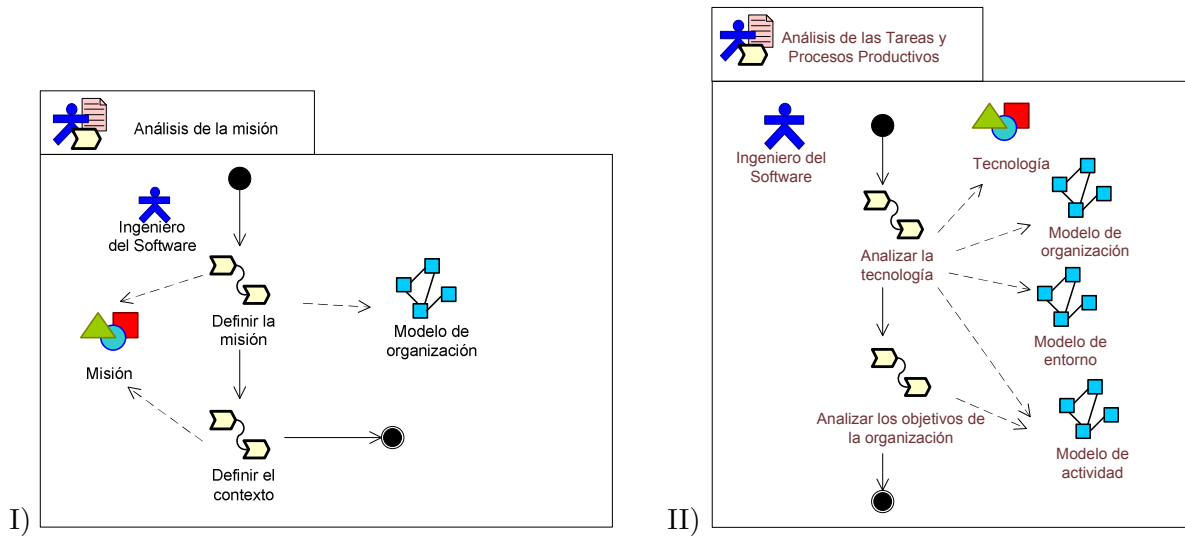 I)
Análisis de la misión
Ingeniero
del Software
Definir la
misión
Modelo de
organización
Misión
Definir el
contexto
II)
Análisis de las Tareas y
Procesos Productivos
Ingeniero del
Software
Tecnología
Modelo de
organización
Analizar la
tecnología
Modelo de
entorno
Analizar los objetivos de
la organización
Modelo de
actividad